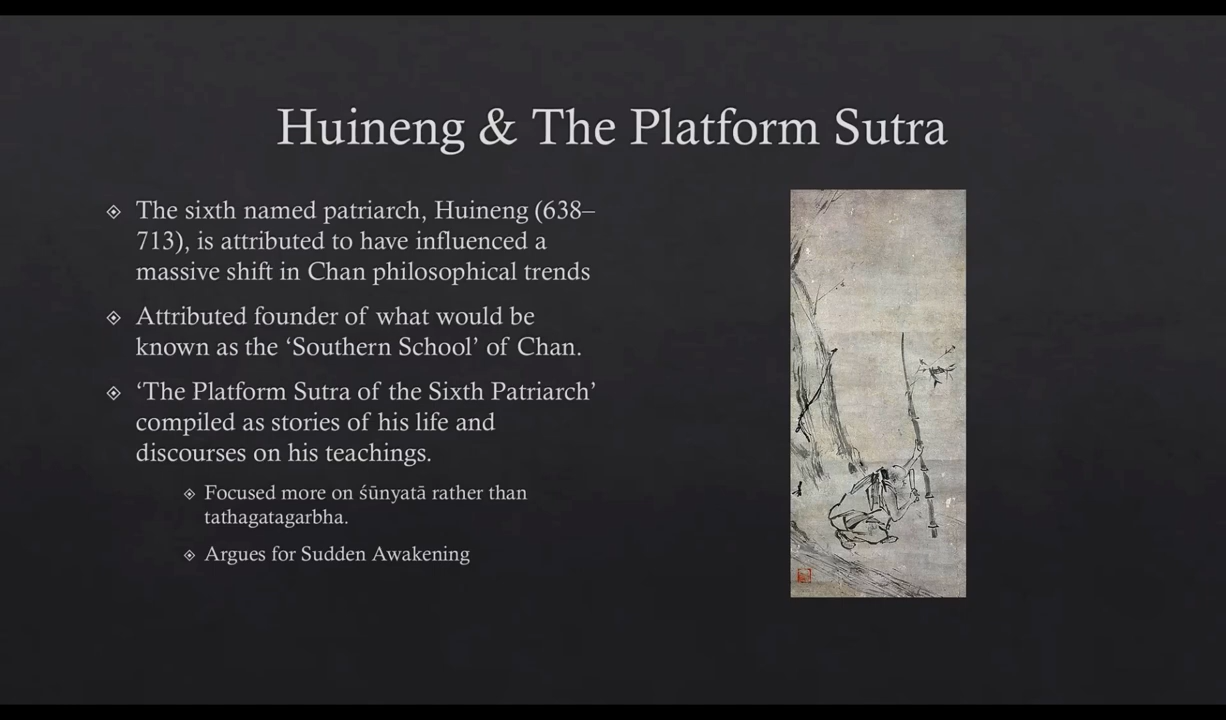 Huineng & The Platform Sutra
The sixth named patriarch, Huineng (638–
713), is attributed to have influenced a
massive shift in Chan philosophical trends
Attributed founder of what would be
known as the ‘Southern School’ of Chan.
‘The Platform Sutra of the Sixth Patriarch’
compiled as stories of his life and
discourses on his teachings.
Focused more on śūnyatā rather than
tathagatagarbha.
Argues for Sudden Awakening